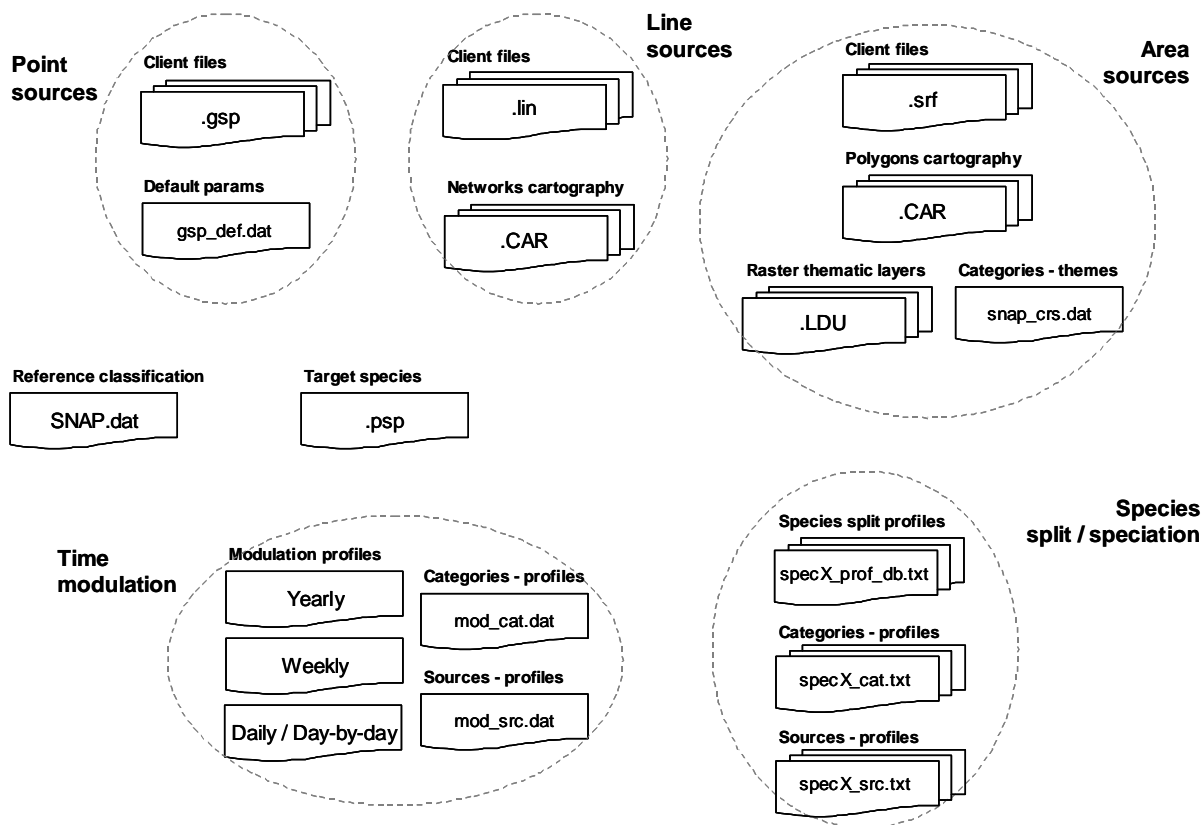 Point
sources
Client files
.gsp
Default params
gsp_def.dat
Line
sources
Client files
.lin
Networks cartography
.CAR
Area
sources
Client files
.srf
Polygons cartography
.CAR
Raster thematic layers
.LDU
Categories - themes
snap_crs.dat
Reference classification
SNAP.dat
Target species
.psp
Time
modulation
Modulation profiles
Yearly
Weekly
Daily / Day-by-day
Categories - profiles
mod_cat.dat
Sources - profiles
mod_src.dat
Species
split / speciation
Species split profiles
specX_prof_db.txt
Categories - profiles
specX_cat.txt
Sources - profiles
specX_src.txt